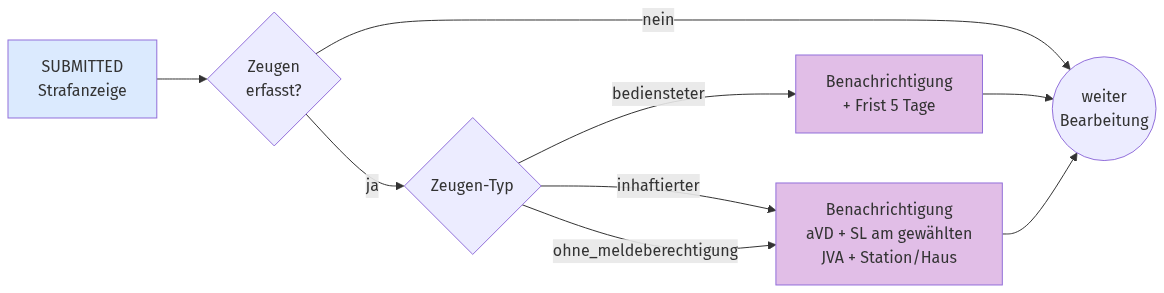 nein
SUBMITTED
Strafanzeige
Zeugen
erfasst?
ja
Zeugen-Typ
bediensteter
inhaftierter
ohne_meldeberechtigung
Benachrichtigung
+ Frist 5 Tage
Benachrichtigung
aVD + SL am gewählten
JVA + Station/Haus
weiter
Bearbeitung